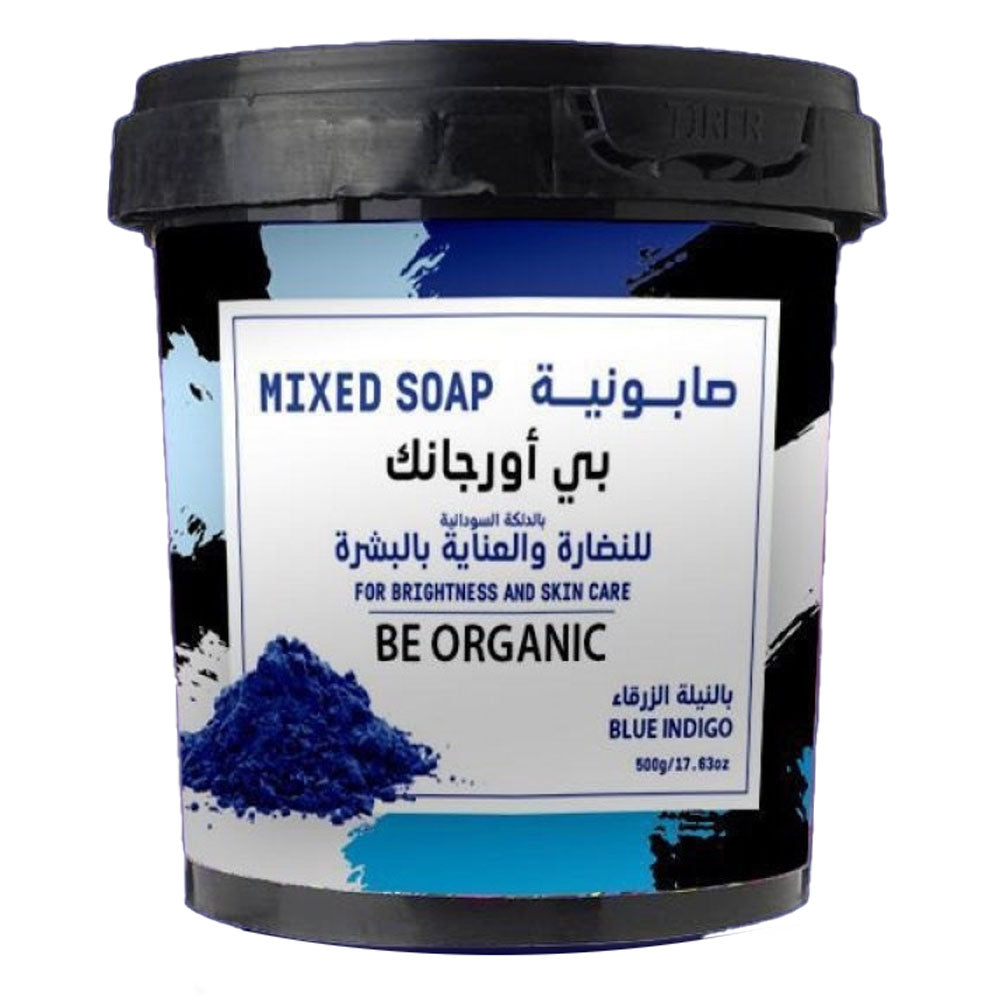 MIXED SOAP صابونية
بي أورجانك
بالدلكة السودانية
للنضارة والعناية بالبشرة
FOR BRIGHTNESS AND SKIN CARE
BE ORGANIC
بالنيلة الزرقاء
BLUE INDIGO
500g/17.63oz